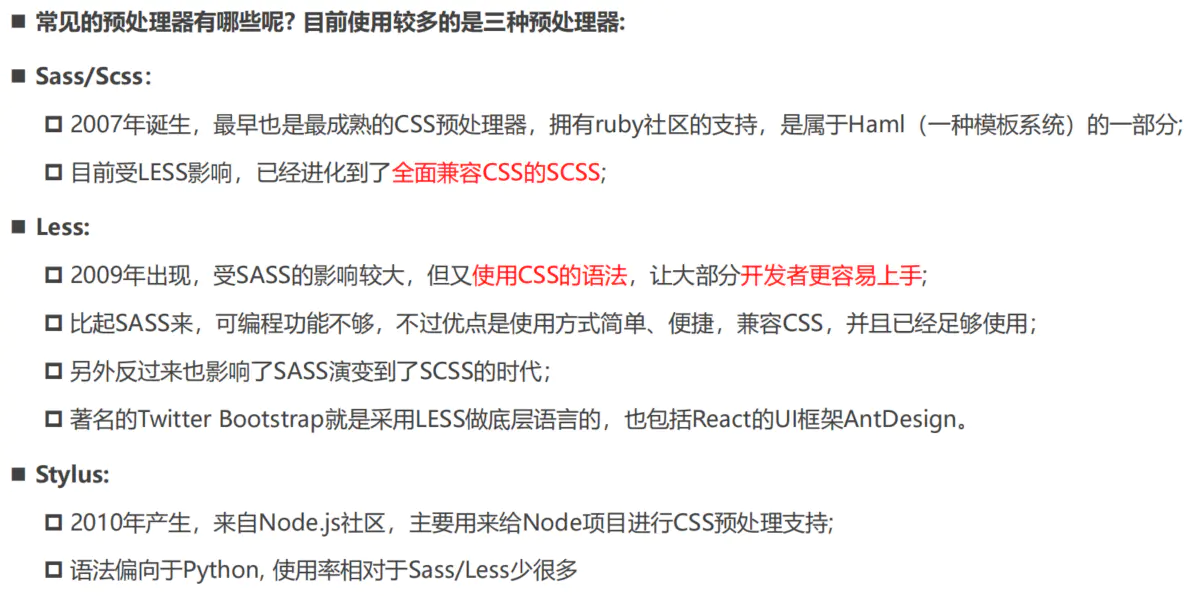 常见的预处理器有哪些呢? 目前使用较多的是三种预处理器:
Sass/Scss：
2007年诞生，最早也是最成熟的CSS预处理器，拥有ruby社区的支持，是属于Haml（一种模板系统）的一部分;
目前受LESS影响，已经进化到了全面兼容CSS的SCSS;
Less:
2009年出现，受SASS的影响较大，但又使用CSS的语法，让大部分开发者更容易上手;
比起SASS来，可编程功能不够，不过优点是使用方式简单、便捷，兼容CSS，并且已经足够使用；
另外反过来也影响了SASS演变到了SCSS的时代；
著名的Twitter Bootstrap就是采用LESS做底层语言的，也包括React的UI框架AntDesign。
Stylus:
2010年产生，来自Node.js社区，主要用来给Node项目进行CSS预处理支持;
语法偏向于Python, 使用率相对于Sass/Less少很多